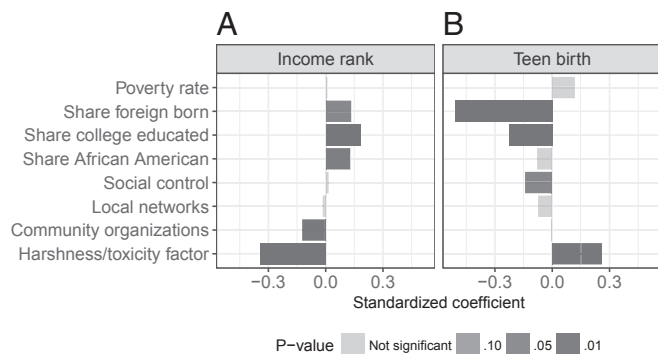 A B
Income rank Teen birth
Poverty rate
Share foreign born
Share college educated
Share African American
Social control
Local networks
Community organizations
Harshness/toxicity factor
−0.3 0.0 0.3 −0.3 0.0 0.3
Standardized coefficient
P−value Not significant .10 .05 .01